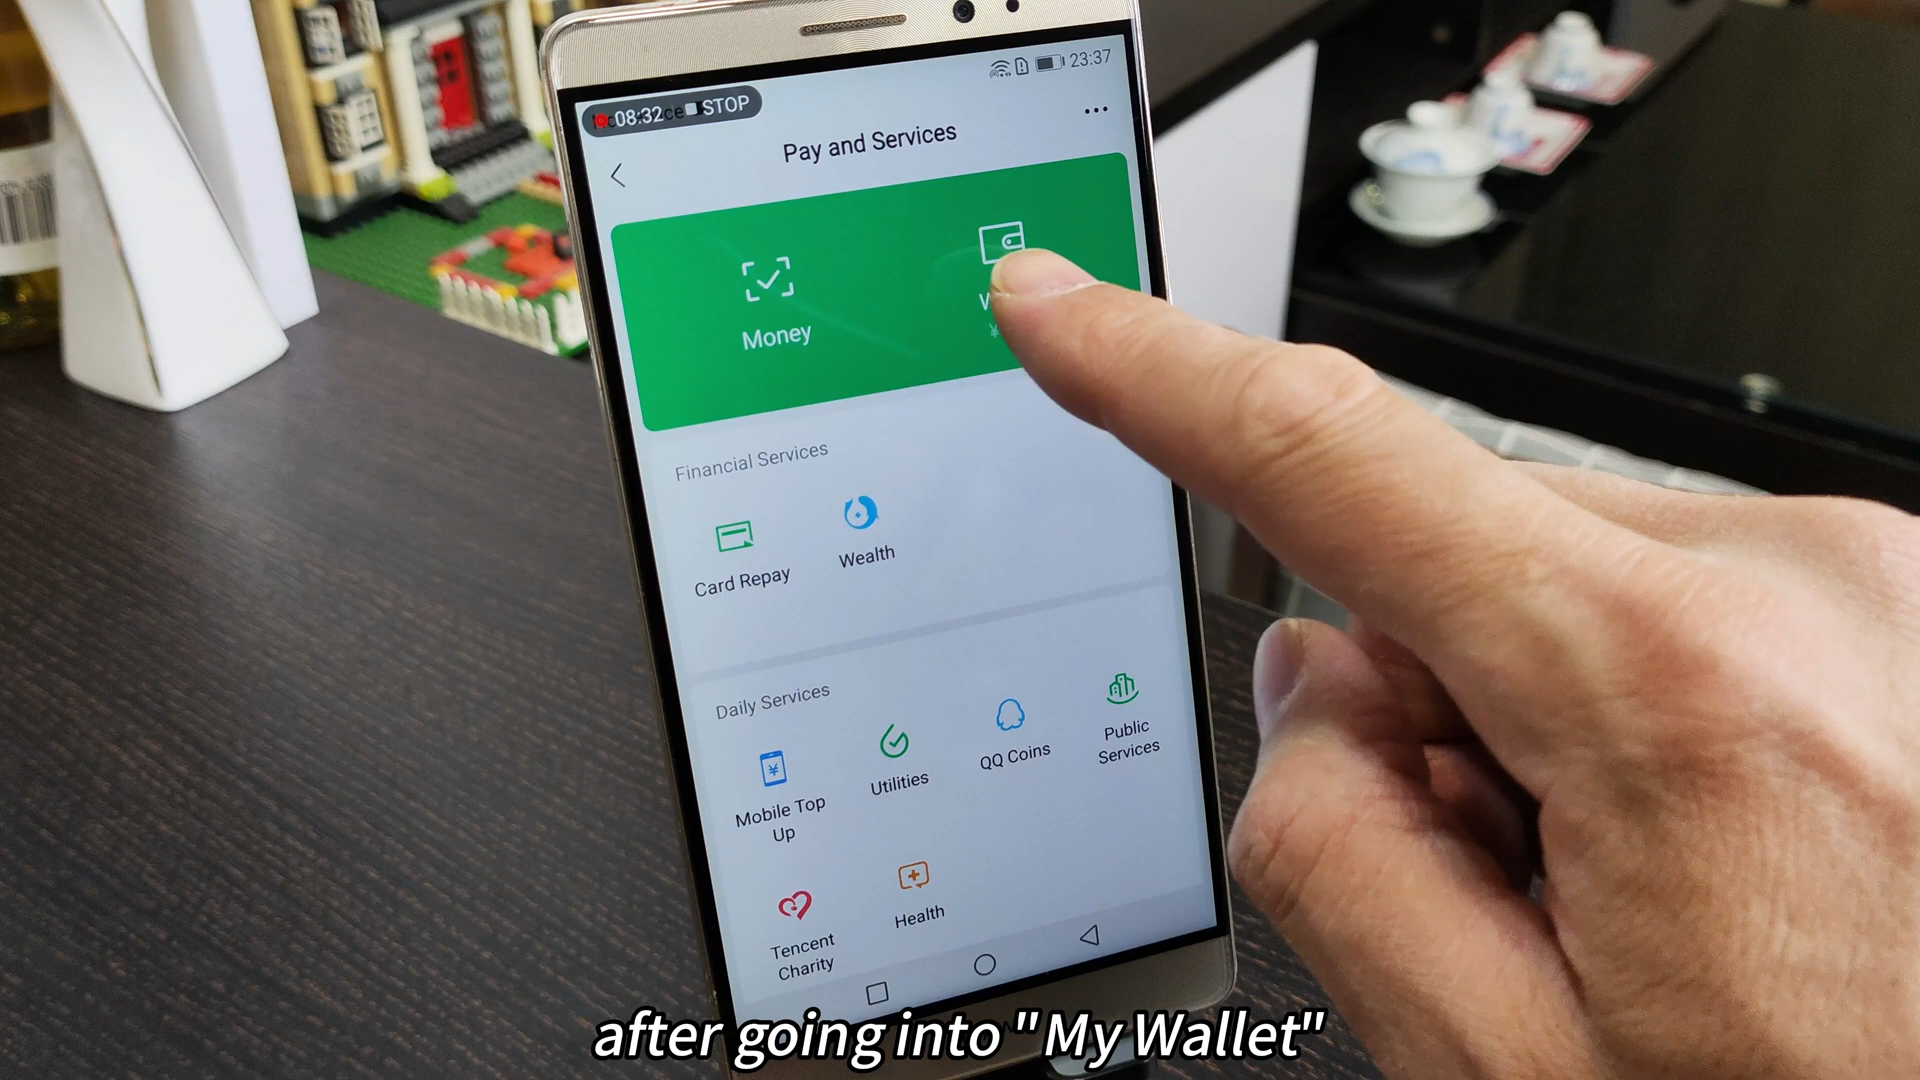 08:32 STOP
23:37
Pay and Services
Money
¥
Financial Services
Card Repay
Wealth
Daily Services
Mobile Top
Up
Utilities
QQ Coins
Public
Services
Tencent
Charity
Health
after going into "My Wallet"